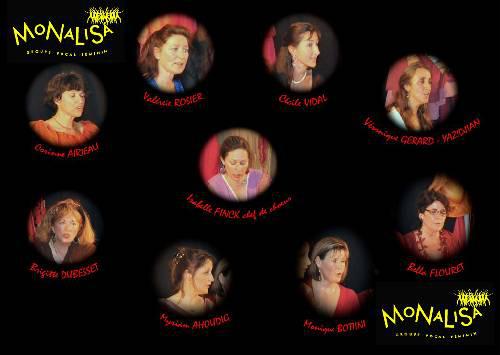 MONALISA
GROUPE VOCAL FEMININ
Valérie ROSIER
Cécile VIDAL
Véronique GERARD - YAZIDJIAN
Corinne AIRIEAU
Isabelle FINCK chef de choeur
Brigitte DUBESSET
Bella FLOURET
Myriam AHOUDIG
Monique BOTTINI
MONALISA
GROUPE VOCAL FEMININ